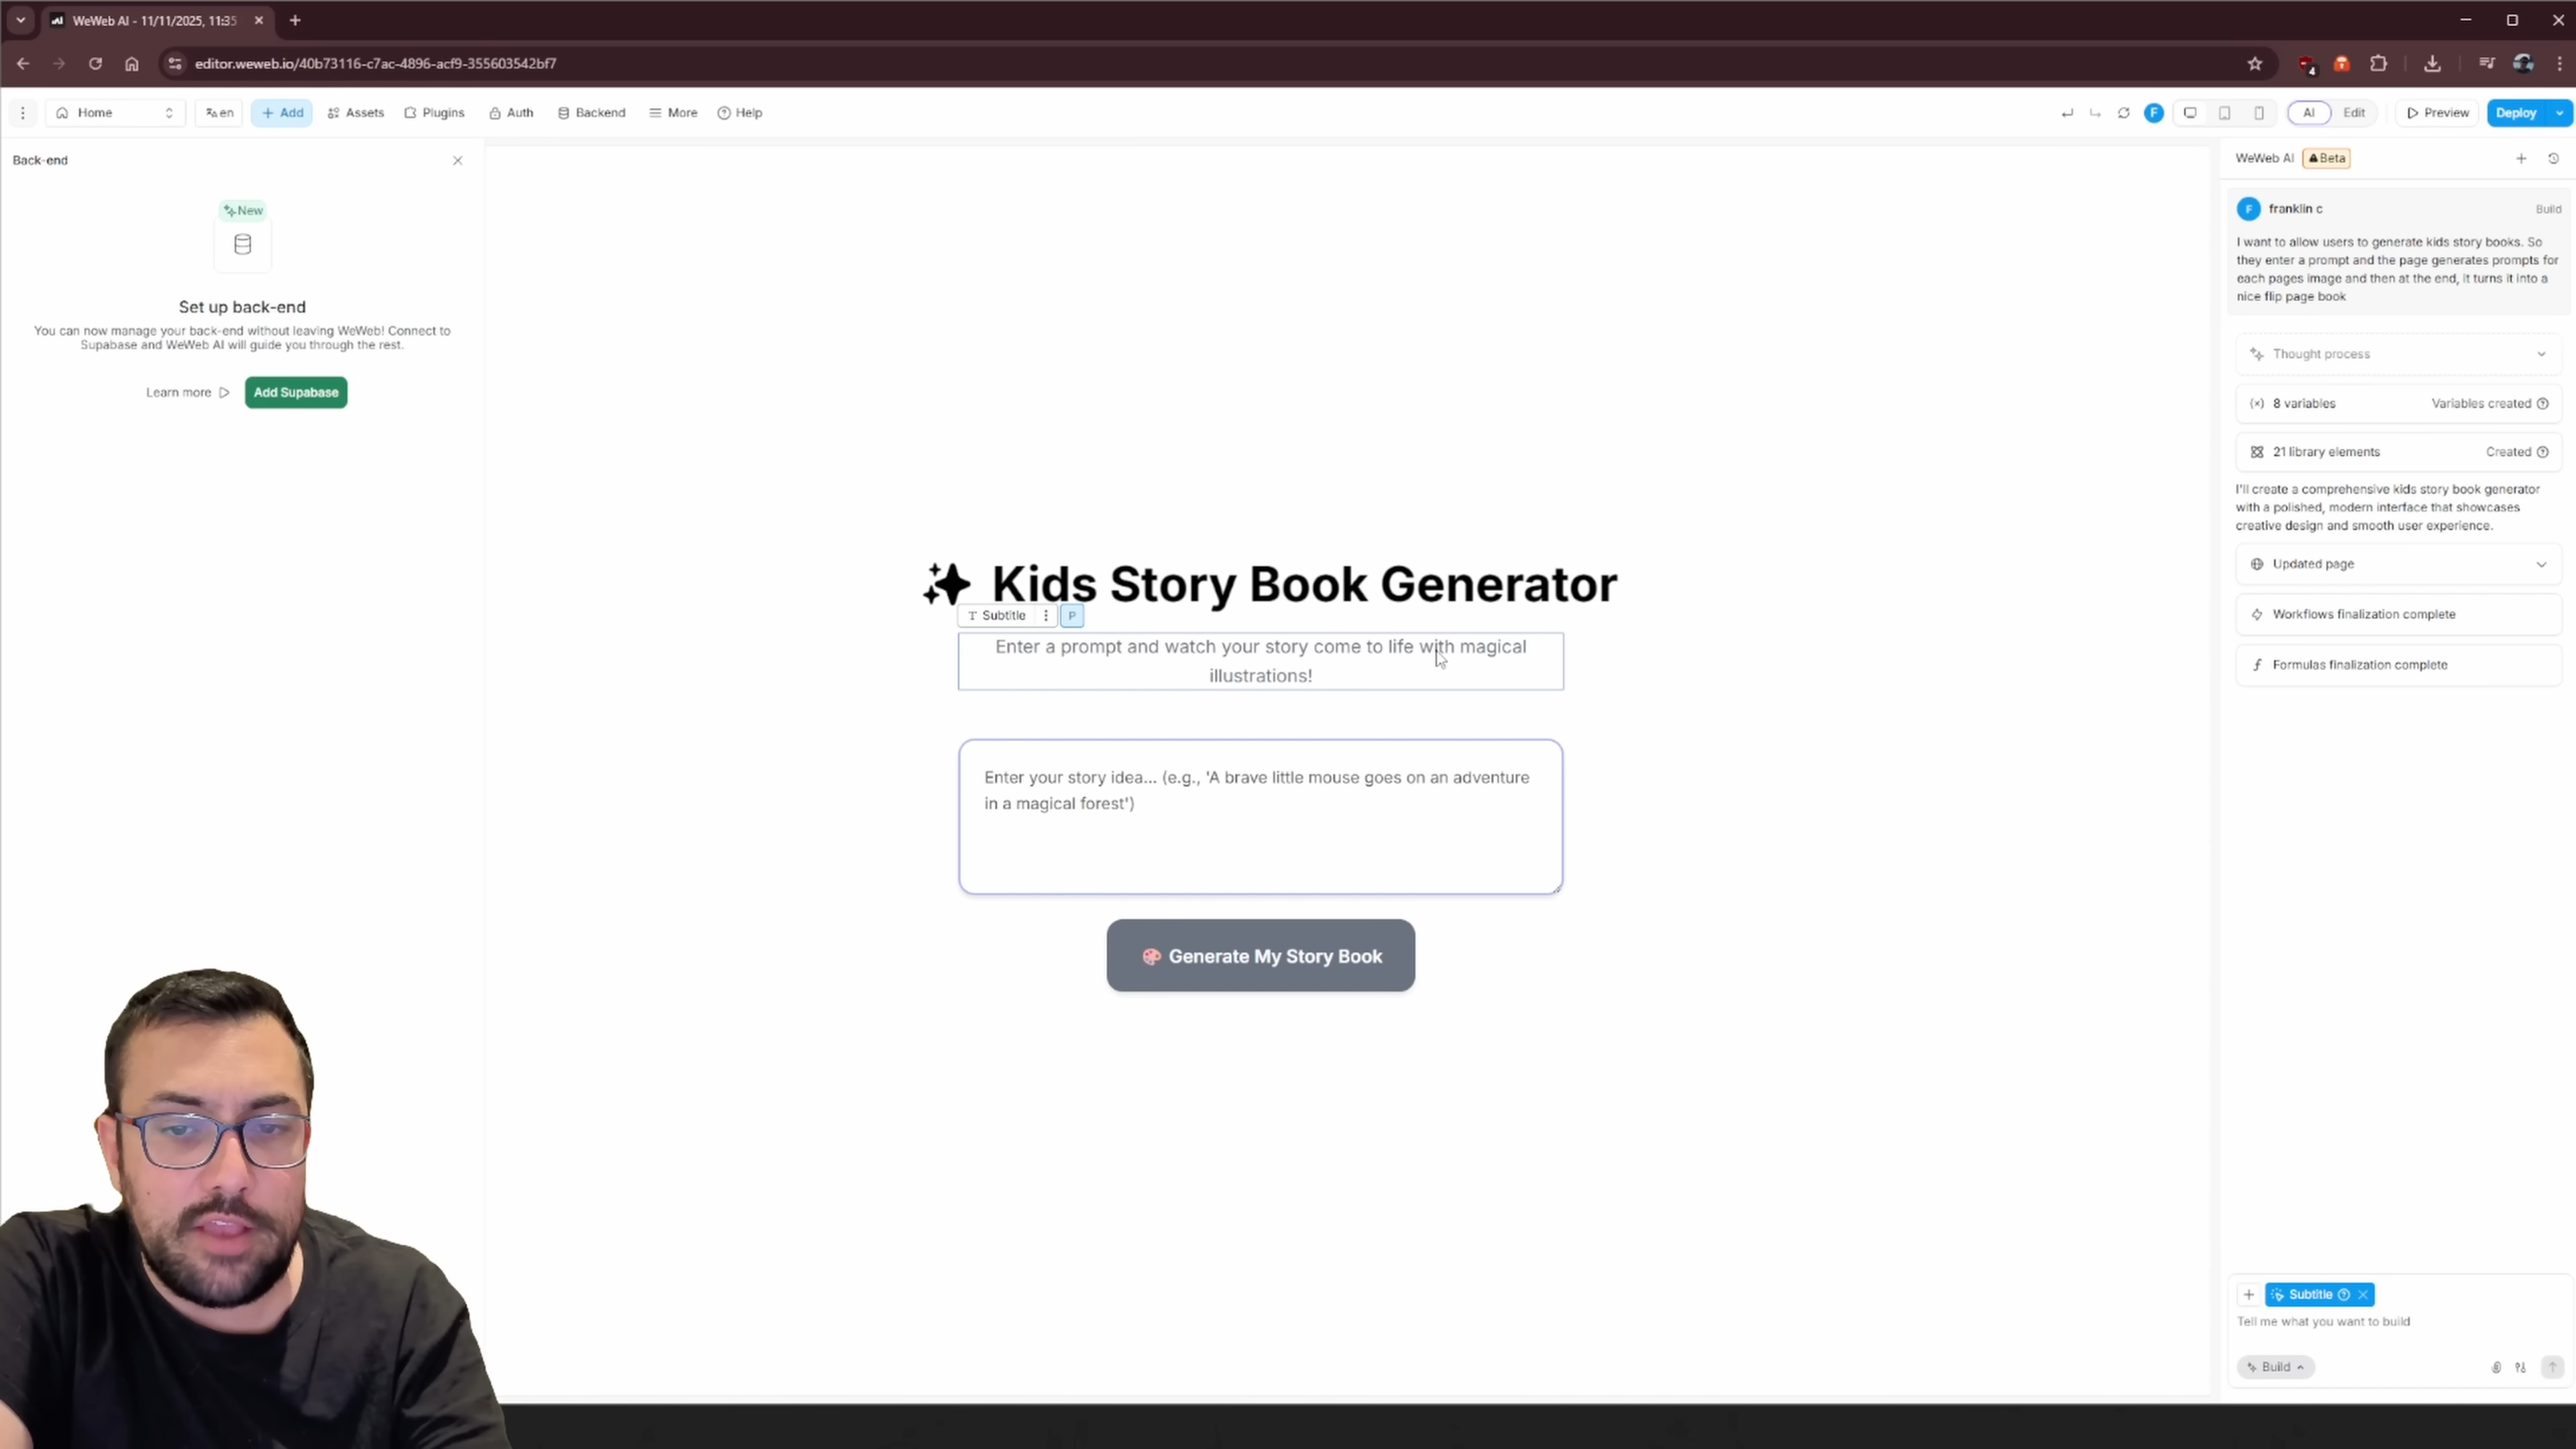 WeWeb AI - 11/11/2025, 11:35
editor.weweb.io/40b73116-c7ac-4896-acf9-355603542bf7
4
Home
en
+ Add
Assets
Plugins
Auth
Backend
More
Help
F
AI
Edit
Preview
Deploy
Back-end
New
Set up back-end
You can now manage your back-end without leaving WeWeb! Connect to
Supabase and WeWeb AI will guide you through the rest.
Learn more
Add Supabase
Kids Story Book Generator
T Subtitle
P
Enter a prompt and watch your story come to life with magical
illustrations!
Enter your story idea... (e.g., 'A brave little mouse goes on an adventure
in a magical forest')
Generate My Story Book
WeWeb AI
Beta
F
franklin c
Build
I want to allow users to generate kids story books. So
they enter a prompt and the page generates prompts for
each pages image and then at the end, it turns it into a
nice flip page book
Thought process
(x) 8 variables
Variables created
21 library elements
Created
I'll create a comprehensive kids story book generator
with a polished, modern interface that showcases
creative design and smooth user experience.
Updated page
Workflows finalization complete
Formulas finalization complete
Subtitle
Tell me what you want to build
Build